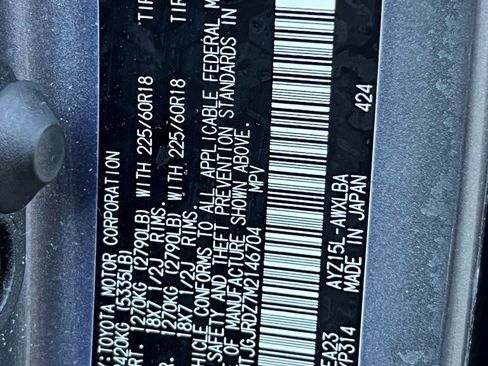 Y:TOYOTA MOTOR CORPORATION
420KG (5335LB)
RT. 1270KG (2790LB) WITH 225/60R18 TIR
18X7 1/2J RIMS.
1270KG (2790LB) WITH 225/60R18 TIR
18X7 1/2J RIMS.
HICLE CONFORMS TO ALL APPLICABLE FEDERAL M
SAFETY AND THEFT PREVENTION STANDARDS IN
E OF MANUFACTURE SHOWN ABOVE.
TJGJRDZ7M2146704 MPV
AYZ15L-AWXLBA
EA23 MADE IN JAPAN 424
7P314